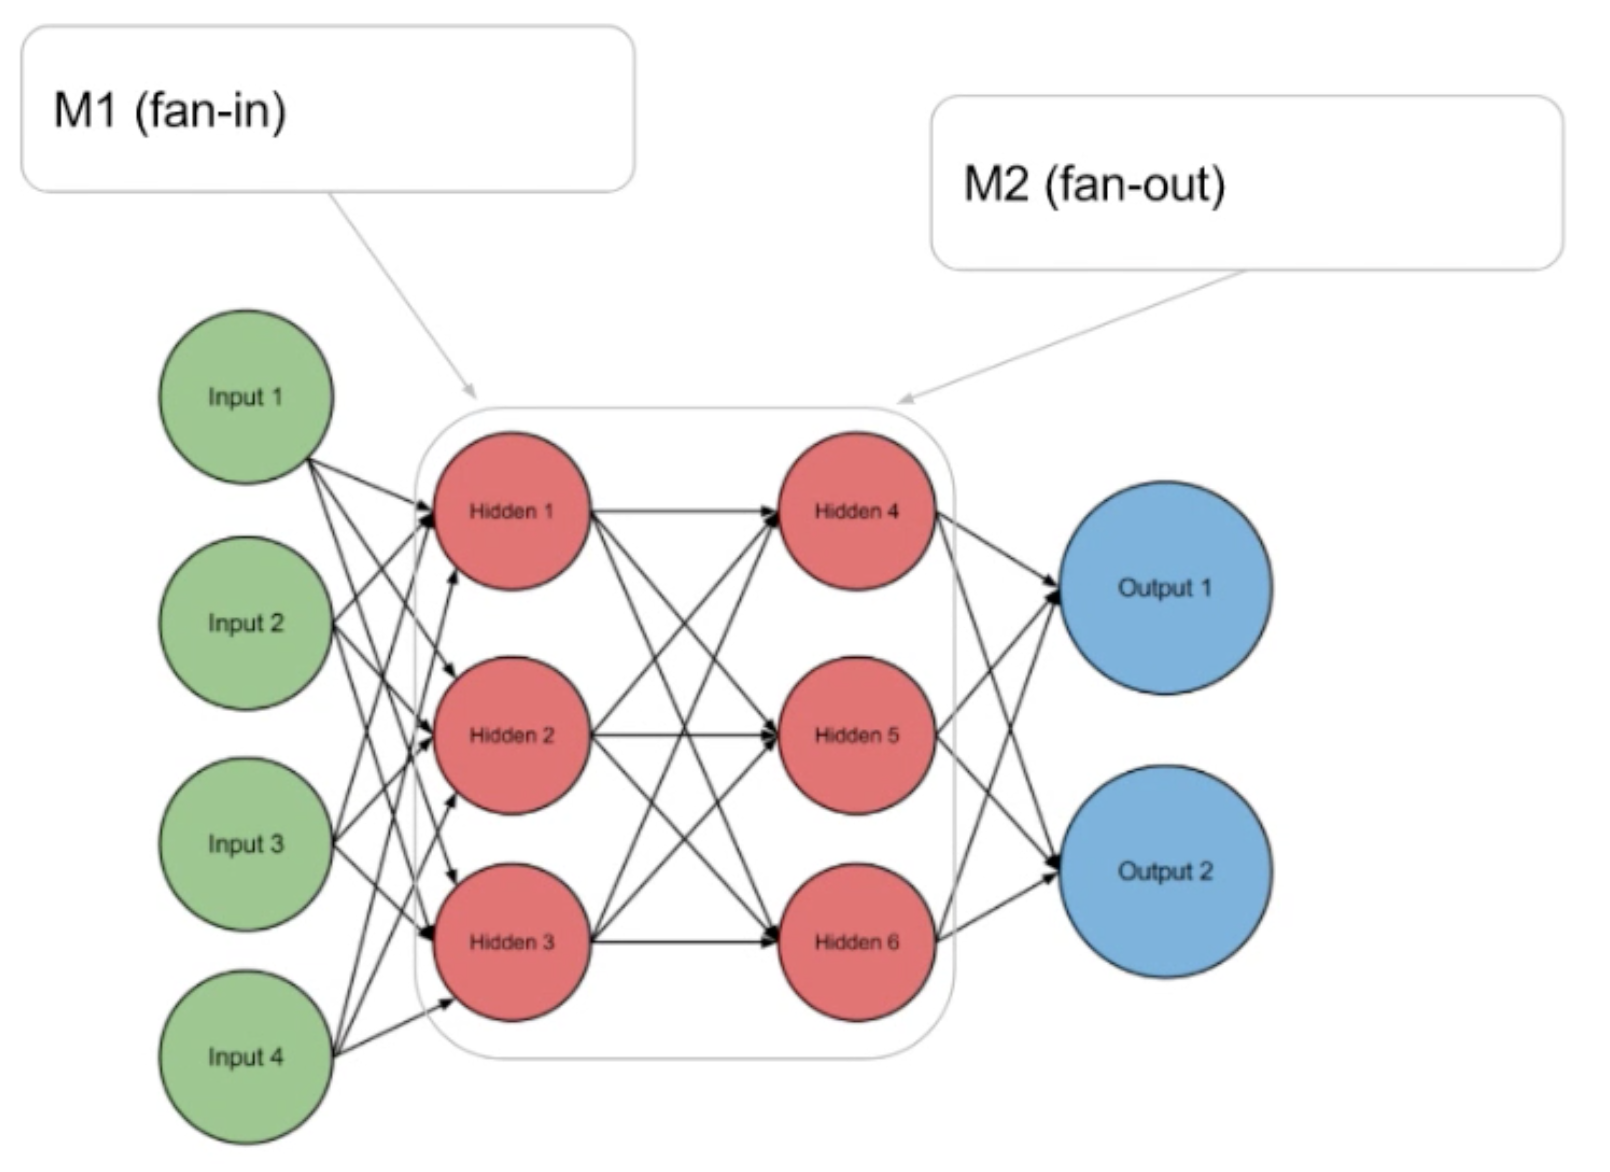 M1 (fan-in)
M2 (fan-out)
Input 1
Input 2
Input 3
Input 4
Hidden 1
Hidden 2
Hidden 3
Hidden 4
Hidden 5
Hidden 6
Output 1
Output 2